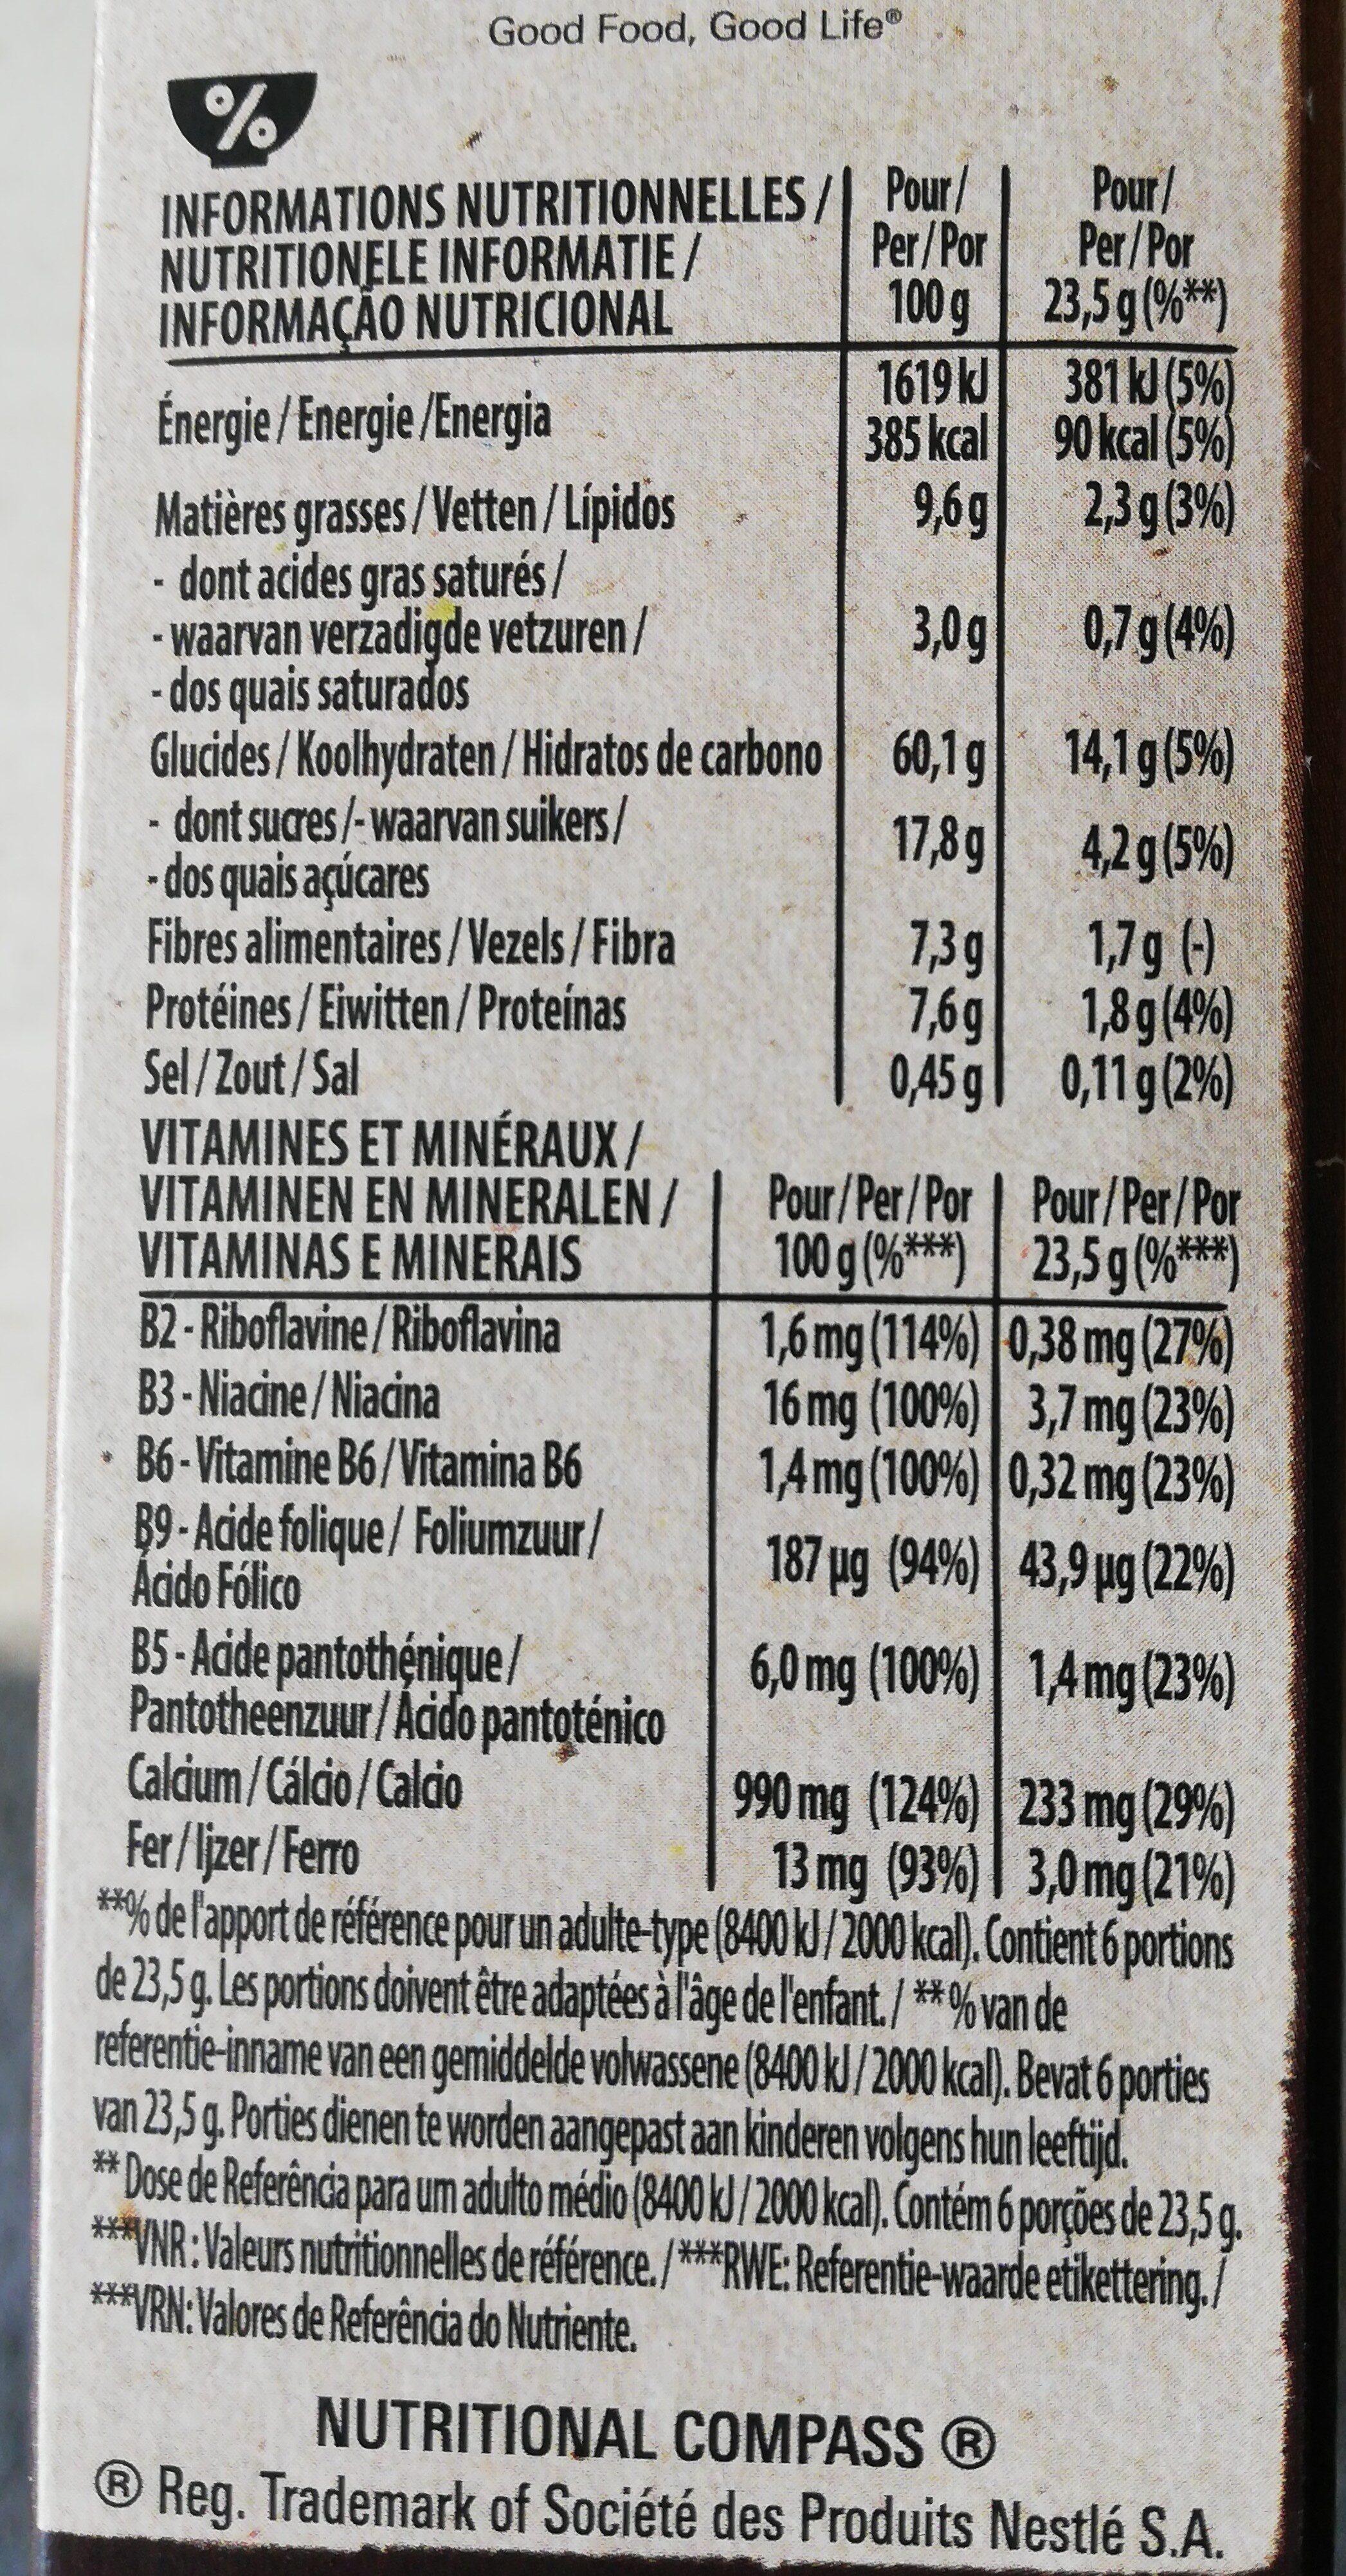 Good Food, Good Life®
%
INFORMATIONS NUTRITIONNELLES / Pour/ Pour/
NUTRITIONELE INFORMATIE / Per/Por Per/Por
INFORMAÇÃO NUTRICIONAL 100 g 23,5 g (%**)
1619 kJ 381 kJ (5%)
Énergie / Energie /Energia
385 kcal 90 kcal (5%)
Matières grasses / Vetten / Lípidos 9,6 g 2,3 g (3%)
- dont acides gras saturés /
- waarvan verzadigde vetzuren / 3,0 g 0,7 g (4%)
- dos quais saturados
Glucides / Koolhydraten / Hidratos de carbono 60,1 g 14,1 g (5%)
- dont sucres /- waarvan suikers / 17,8 g 4,2 g (5%)
- dos quais açúcares
Fibres alimentaires / Vezels / Fibra 7,3 g 1,7 g (-)
Protéines / Eiwitten / Proteínas 7,6 g 1,8 g (4%)
Sel / Zout / Sal 0,45 g 0,11 g (2%)
VITAMINES ET MINÉRAUX /
VITAMINEN EN MINERALEN / Pour/Per/Por Pour/Per/Por
VITAMINAS E MINERAIS 100 g (%***) 23,5 g (%***)
B2 - Riboflavine / Riboflavina 1,6 mg (114%) 0,38 mg (27%)
B3 - Niacine / Niacina 16 mg (100%) 3,7 mg (23%)
B6 - Vitamine B6 / Vitamina B6 1,4 mg (100%) 0,32 mg (23%)
B9 - Acide folique / Foliumzuur /
Ácido Fólico 187 µg (94%) 43,9 µg (22%)
B5 - Acide pantothénique / 6,0 mg (100%) 1,4 mg (23%)
Pantotheenzuur / Ácido pantoténico
Calcium / Cálcio / Calcio 990 mg (124%) 233 mg (29%)
Fer / Ijzer / Ferro 13 mg (93%) 3,0 mg (21%)
**% de l'apport de référence pour un adulte-type (8400 kJ / 2000 kcal). Contient 6 portions
de 23,5 g. Les portions doivent être adaptées à l'âge de l'enfant. / **% van de
referentie-inname van een gemiddelde volwassene (8400 kJ / 2000 kcal). Bevat 6 porties
van 23,5 g. Porties dienen te worden aangepast aan kinderen volgens hun leeftijd.
** Dose de Referência para um adulto médio (8400 kJ / 2000 kcal). Contém 6 porções de 23,5 g.
***VNR : Valeurs nutritionnelles de référence. / ***RWE: Referentie-waarde etikettering. /
***VRN: Valores de Referência do Nutriente.
NUTRITIONAL COMPASS ®
® Reg. Trademark of Société des Produits Nestlé S.A.